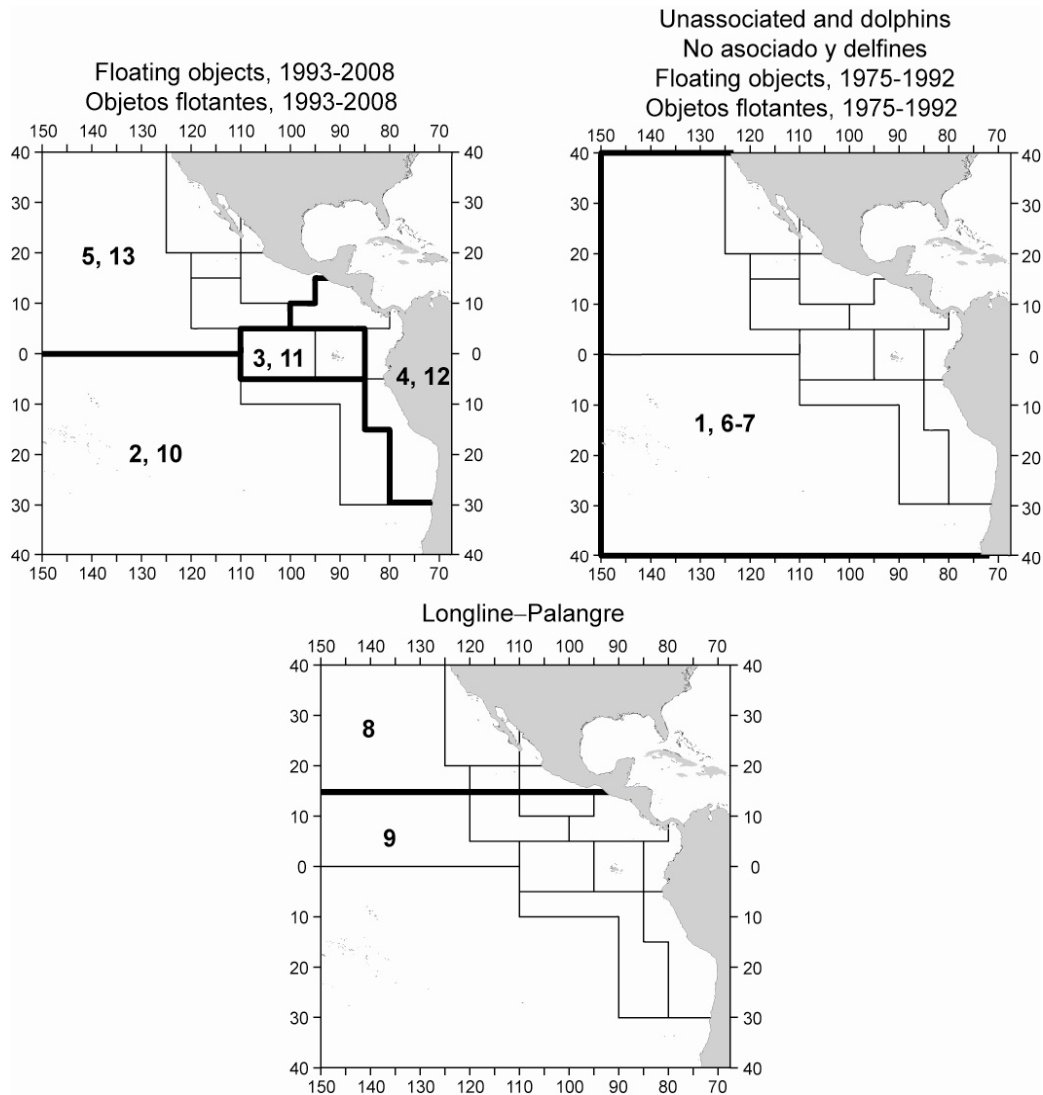 Floating objects, 1993-2008
Objetos flotantes, 1993-2008
150 140 130 120 110 100 90 80 70
40 40
30 30
5, 13
20 20
10 10
0 3, 11 0
4, 12
10 10
2, 10
20 20
30 30
40 40
150 140 130 120 110 100 90 80 70
Unassociated and dolphins
No asociado y delfines
Floating objects, 1975-1992
Objetos flotantes, 1975-1992
150 140 130 120 110 100 90 80 70
40 40
30 30
20 20
10 10
0 0
10 10
1, 6-7
20 20
30 30
40 40
150 140 130 120 110 100 90 80 70
Longline–Palangre
150 140 130 120 110 100 90 80 70
40 40
30 30
8
20 20
10 10
9
0 0
10 10
20 20
30 30
40 40
150 140 130 120 110 100 90 80 70